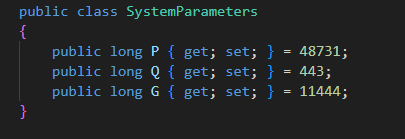 public class SystemParameters
{
    public long P { get; set; } = 48731;
    public long Q { get; set; } = 443;
    public long G { get; set; } = 11444;
}